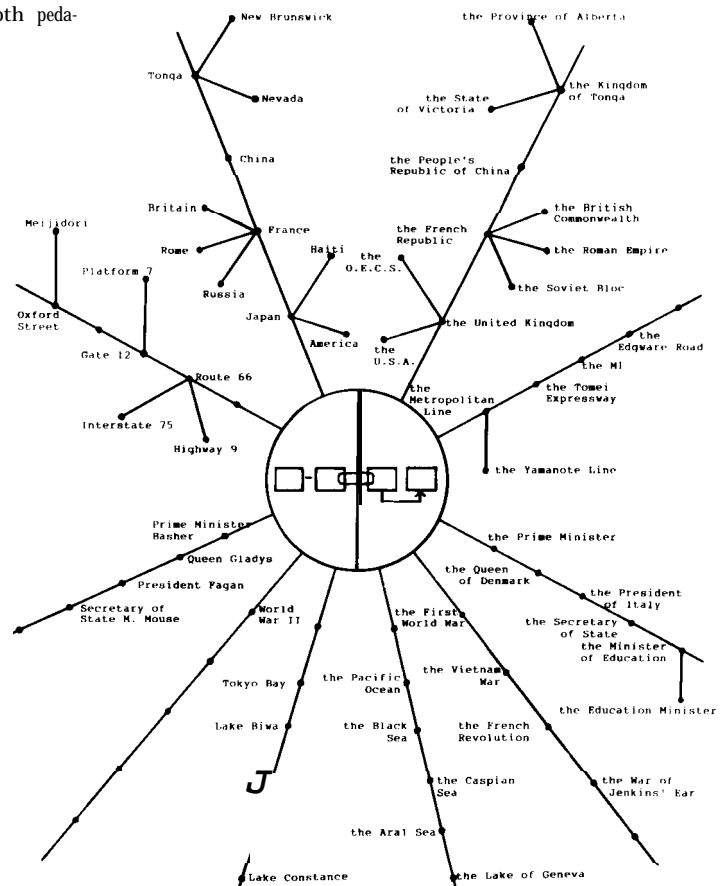 oth peda-
New Brunswick
the Province of Alberta
Tonga
Nevada
the State
of Victoria
the Kingdom
of Tonga
China
the People's
Republic of China
Britain
France
Rome
Russia
the French
Republic
the British
Commonwealth
the Roman Empire
the Soviet Bloc
Meijidori
Platform 7
Oxford
Street
Gate 12
Route 66
Interstate 75
Highway 9
Haiti
Japan
America
the
O.E.C.S.
the United Kingdom
the
U.S.A.
the
Metropolitan
Line
the
Edgware Road
the M1
the Tomei
Expressway
the Yamanote Line
Prime Minister
Basher
Queen Gladys
President Fagan
Secretary of
State M. Mouse
the Prime Minister
the Queen
of Denmark
the President
of Italy
the Secretary
of State
the Minister
of Education
the Education Minister
World
War II
Tokyo Bay
Lake Biwa
J
Lake Constance
the First
World War
the Pacific
Ocean
the Vietnam
War
the Black
Sea
the French
Revolution
the Caspian
Sea
the War of
Jenkins' Ear
the Aral Sea
the Lake of Geneva